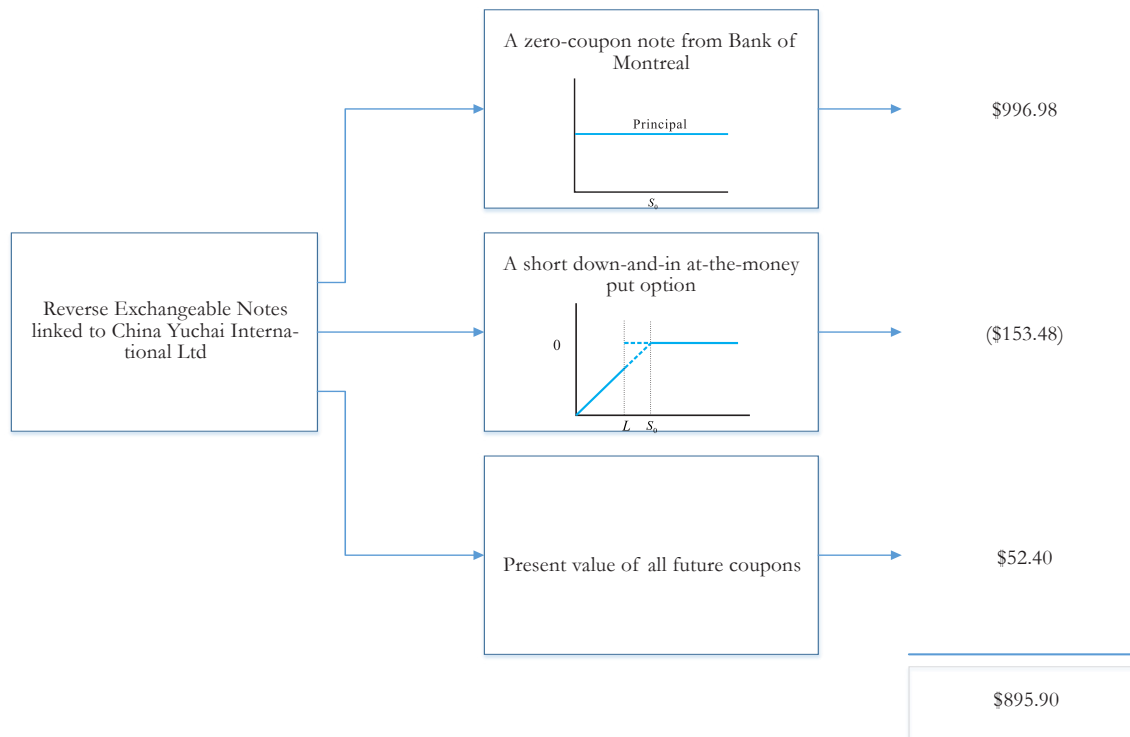 A zero-coupon note from Bank of
Montreal
Principal
S₀
$996.98
Reverse Exchangeable Notes
linked to China Yuchai Interna-
tional Ltd
A short down-and-in at-the-money
put option
0
L S₀
($153.48)
Present value of all future coupons
$52.40
$895.90